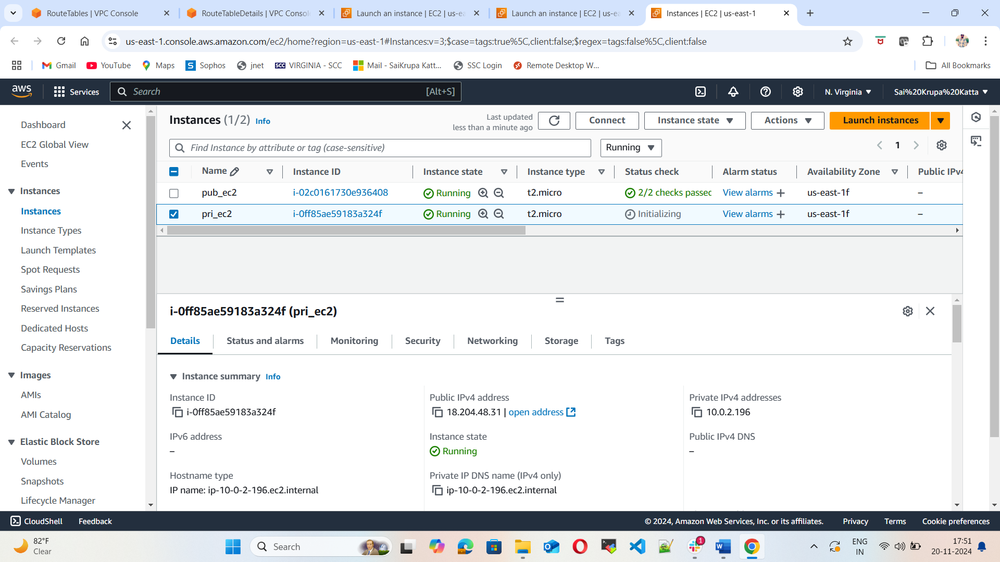 RouteTables | VPC Console
RouteTableDetails | VPC Consol
Launch an instance | EC2 | us-ea
Launch an instance | EC2 | us-ea
Instances | EC2 | us-east-1
us-east-1.console.aws.amazon.com/ec2/home?region=us-east-1#Instances:v=3;$case=tags:true%5C,client:false;$regex=tags:false%5C,client:false
Gmail
YouTube
Maps
Sophos
jnet
SCC VIRGINIA - SCC
Mail - SaiKrupa Katt...
SSC Login
Remote Desktop W...
All Bookmarks
aws
Services
Search [Alt+S]
N. Virginia
Sai%20Krupa%20Katta
Dashboard
EC2 Global View
Events
Instances
Instances
Instance Types
Launch Templates
Spot Requests
Savings Plans
Reserved Instances
Dedicated Hosts
Capacity Reservations
Images
AMIs
AMI Catalog
Elastic Block Store
Volumes
Snapshots
Lifecycle Manager
Instances (1/2) Info
Last updated
less than a minute ago
Connect
Instance state
Actions
Launch instances
Find Instance by attribute or tag (case-sensitive)
Running
1
Name Instance ID Instance state Instance type Status check Alarm status Availability Zone Public IPv4
pub_ec2 i-02c0161730e936408 Running t2.micro 2/2 checks passed View alarms us-east-1f –
pri_ec2 i-0ff85ae59183a324f Running t2.micro Initializing View alarms us-east-1f –
i-0ff85ae59183a324f (pri_ec2)
Details Status and alarms Monitoring Security Networking Storage Tags
Instance summary Info
Instance ID
i-0ff85ae59183a324f
Public IPv4 address
18.204.48.31 | open address
Private IPv4 addresses
10.0.2.196
IPv6 address
–
Instance state
Running
Public IPv4 DNS
–
Hostname type
IP name: ip-10-0-2-196.ec2.internal
Private IP DNS name (IPv4 only)
ip-10-0-2-196.ec2.internal
CloudShell
Feedback
© 2024, Amazon Web Services, Inc. or its affiliates.
Privacy
Terms
Cookie preferences
82°F
Clear
Search
1
ENG
IN
17:51
20-11-2024